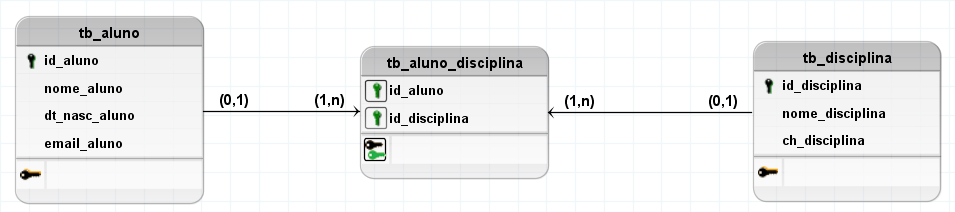 tb_aluno
id_aluno
nome_aluno
dt_nasc_aluno
email_aluno
(0,1)
(1,n)
tb_aluno_disciplina
id_aluno
id_disciplina
(1,n)
(0,1)
tb_disciplina
id_disciplina
nome_disciplina
ch_disciplina